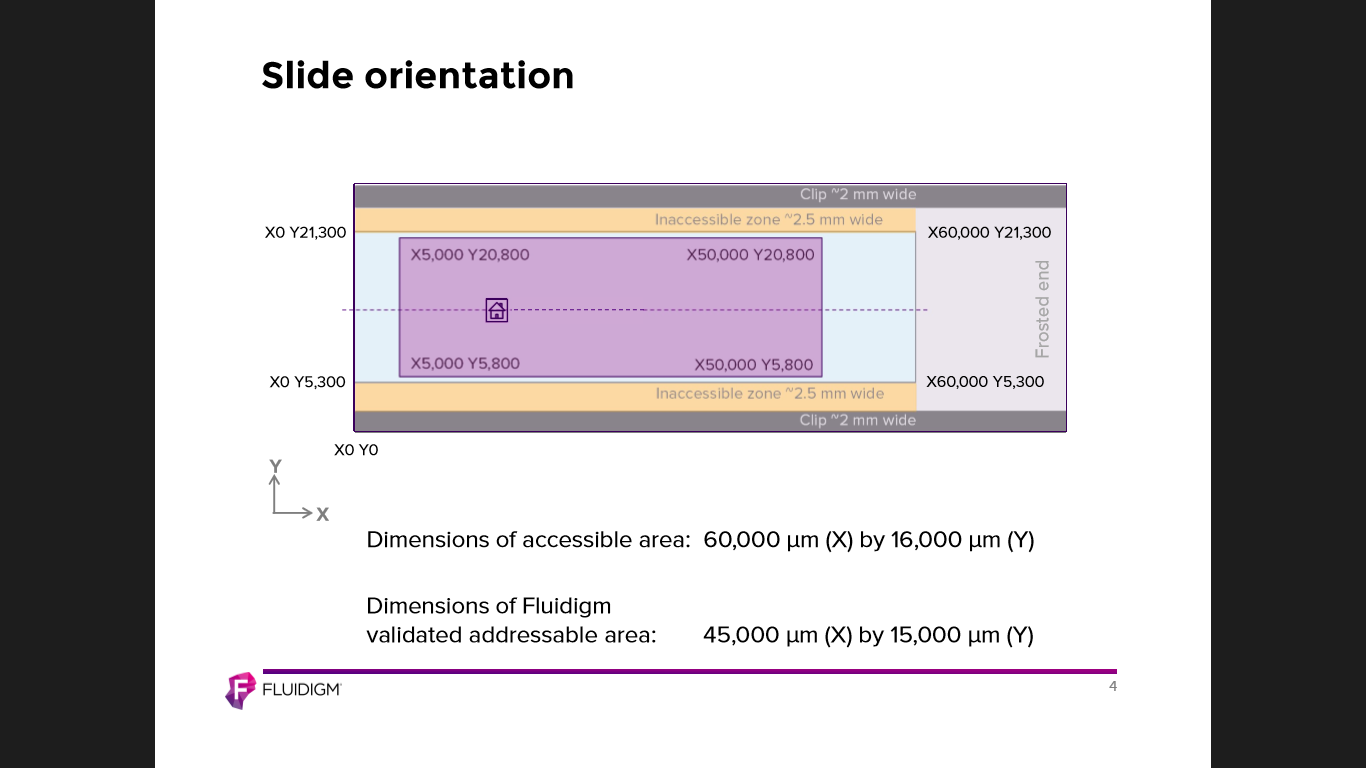 Slide orientation
Clip ~2 mm wide
Inaccessible zone ~2.5 mm wide
X0 Y21,300
X60,000 Y21,300
X5,000 Y20,800
X50,000 Y20,800
Frosted end
X5,000 Y5,800
X50,000 Y5,800
X0 Y5,300
X60,000 Y5,300
Inaccessible zone ~2.5 mm wide
Clip ~2 mm wide
X0 Y0
Y
X
Dimensions of accessible area: 60,000 µm (X) by 16,000 µm (Y)
Dimensions of Fluidigm
validated addressable area: 45,000 µm (X) by 15,000 µm (Y)
F FLUIDIGM
4